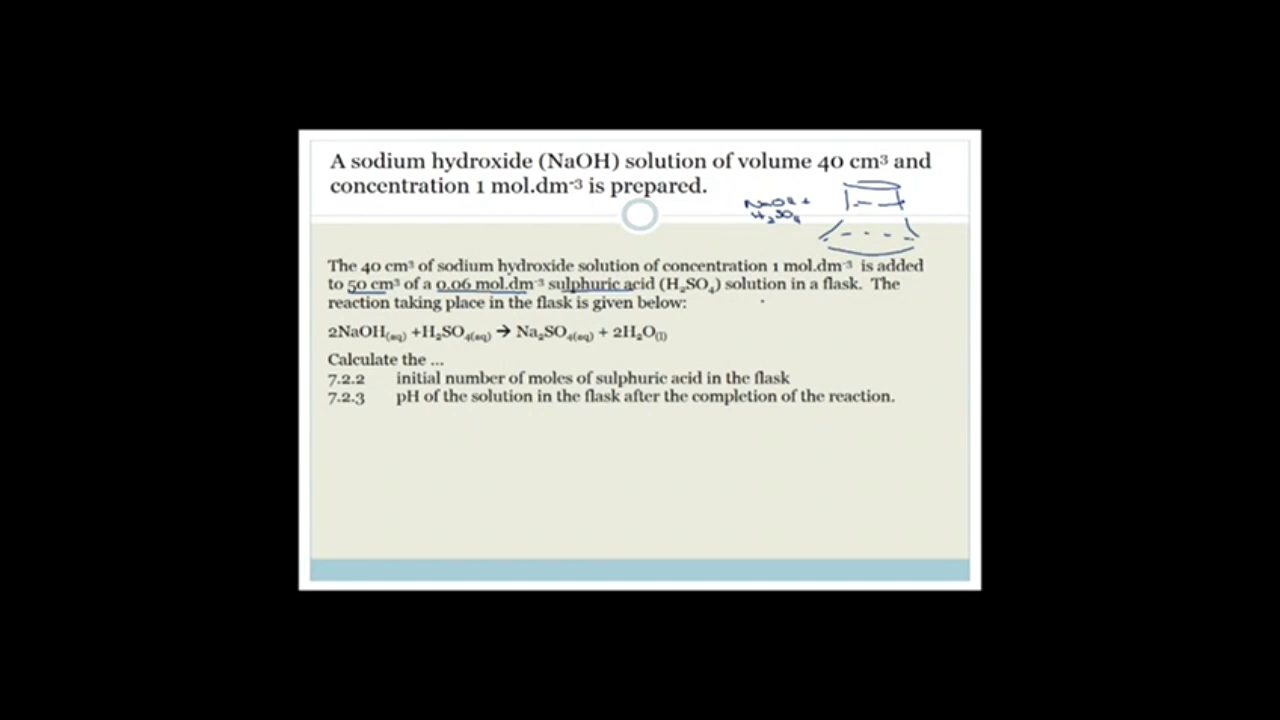 A sodium hydroxide (NaOH) solution of volume 40 cm³ and
concentration 1 mol.dm⁻³ is prepared.
NaOH +
H₂SO₄
The 40 cm³ of sodium hydroxide solution of concentration 1 mol.dm⁻³ is added
to 50 cm³ of a 0.06 mol.dm⁻³ sulphuric acid (H₂SO₄) solution in a flask. The
reaction taking place in the flask is given below:
2NaOH(aq) +H₂SO₄(aq) → Na₂SO₄(aq) + 2H₂O(l)
Calculate the ...
7.2.2 initial number of moles of sulphuric acid in the flask
7.2.3 pH of the solution in the flask after the completion of the reaction.